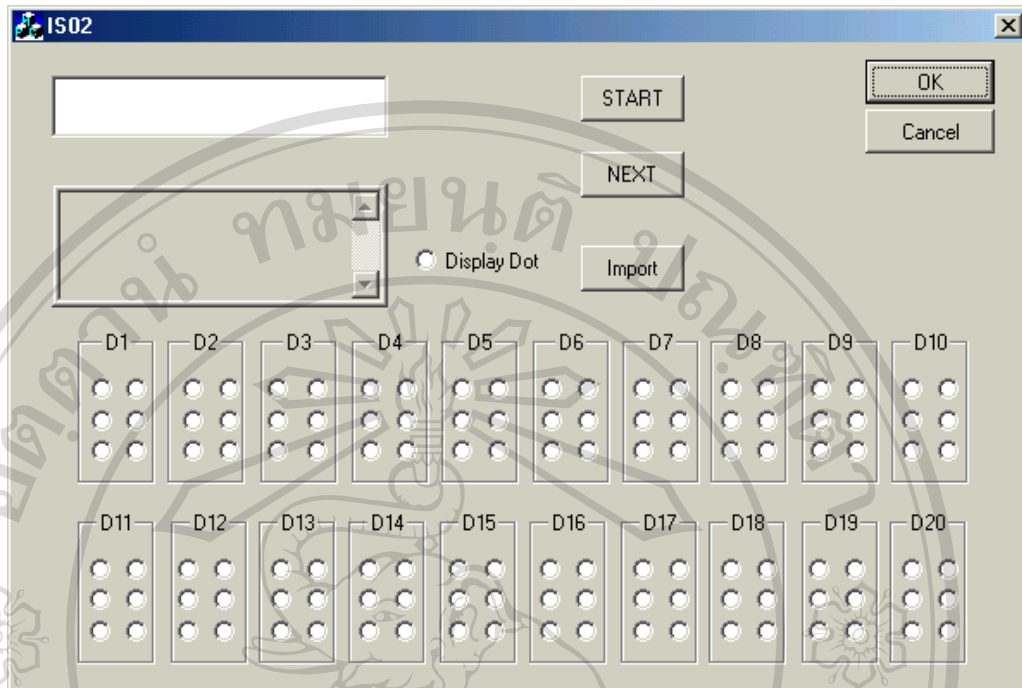 IS02
START
OK
Cancel
NEXT
Display Dot
Import
D1 D2 D3 D4 D5 D6 D7 D8 D9 D10
D11 D12 D13 D14 D15 D16 D17 D18 D19 D20